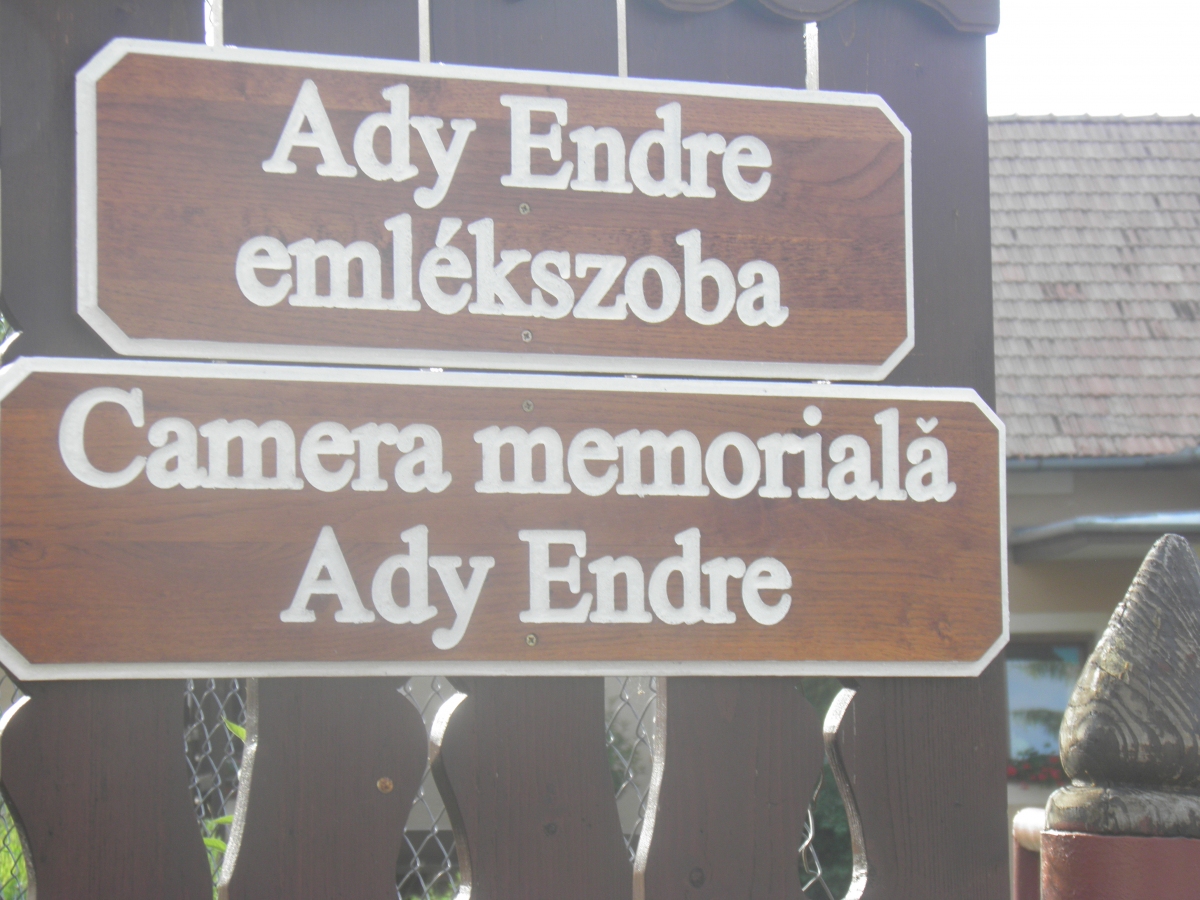 Ady Endre
emlékszoba
Camera memorială
Ady Endre